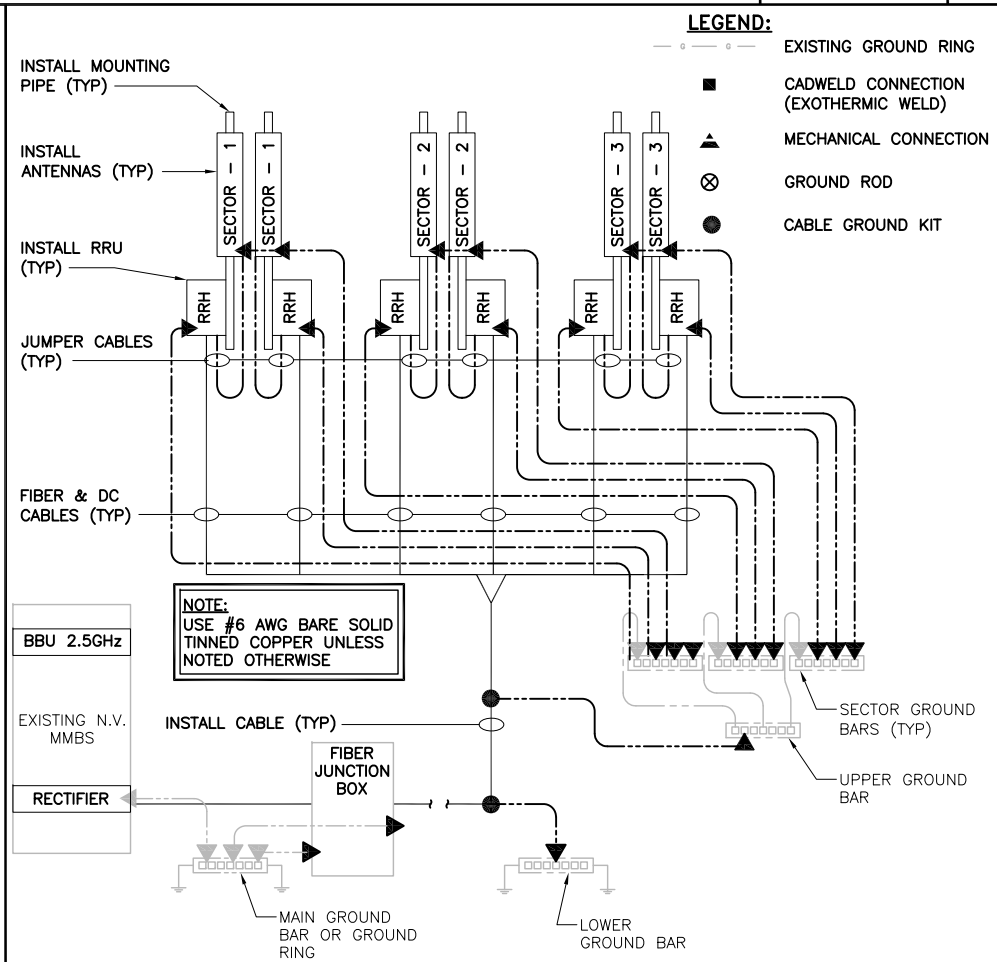 LEGEND:
G G EXISTING GROUND RING
CADWELD CONNECTION
(EXOTHERMIC WELD)
MECHANICAL CONNECTION
GROUND ROD
CABLE GROUND KIT
INSTALL MOUNTING
PIPE (TYP)
INSTALL
ANTENNAS (TYP)
INSTALL RRU
(TYP)
JUMPER CABLES
(TYP)
FIBER & DC
CABLES (TYP)
SECTOR - 1
SECTOR - 1
SECTOR - 2
SECTOR - 2
SECTOR - 3
SECTOR - 3
RRH
RRH
RRH
RRH
RRH
RRH
NOTE:
USE #6 AWG BARE SOLID
TINNED COPPER UNLESS
NOTED OTHERWISE
BBU 2.5GHz
EXISTING N.V.
MMBS
RECTIFIER
INSTALL CABLE (TYP)
FIBER
JUNCTION
BOX
SECTOR GROUND
BARS (TYP)
UPPER GROUND
BAR
MAIN GROUND
BAR OR GROUND
RING
LOWER
GROUND BAR